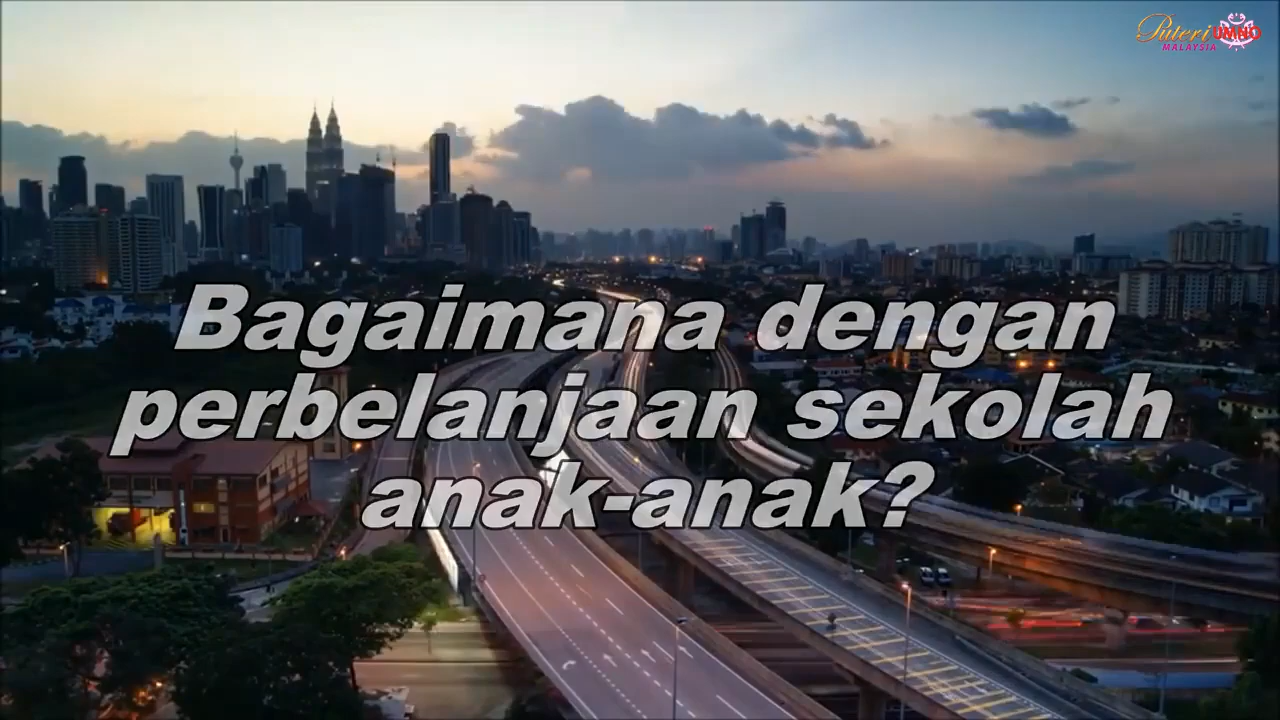 Puteri UMNO
MALAYSIA
Bagaimana dengan
perbelanjaan sekolah
anak-anak?